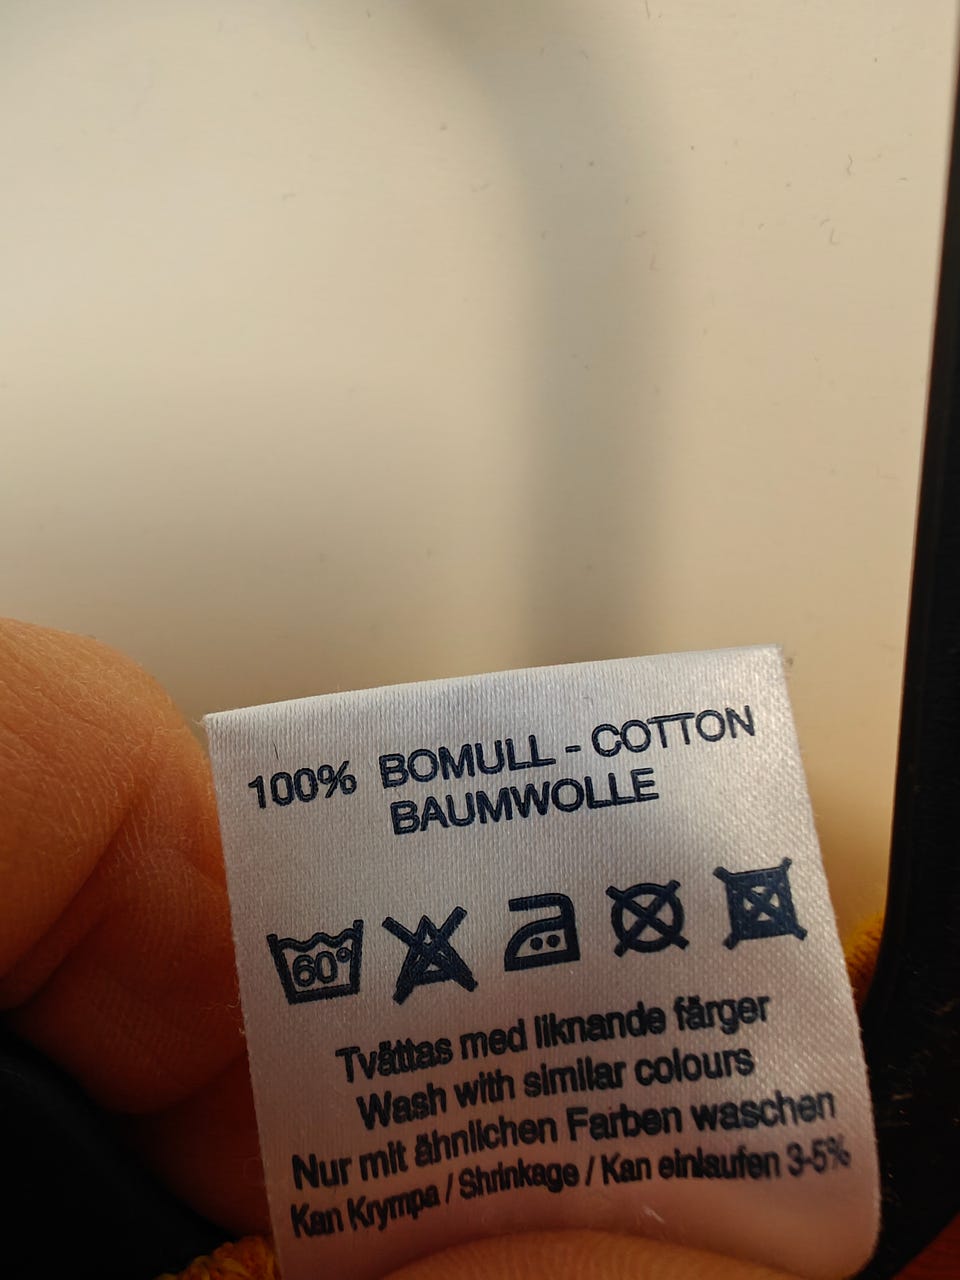 100% BOMULL - COTTON
BAUMWOLLE
60°
Tvättas med liknande färger
Wash with similar colours
Nur mit ähnlichen Farben waschen
Kan Krympa / Shrinkage / Kan einlaufen 3-5%